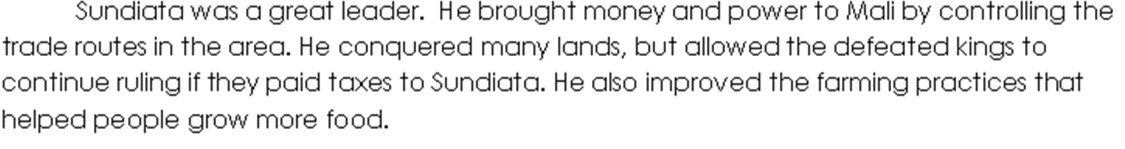 Sundiata was a great leader.  He brought money and power to Mali by controlling the
trade routes in the area. He conquered many lands, but allowed the defeated kings to
continue ruling if they paid taxes to Sundiata. He also improved the farming practices that
helped people grow more food.